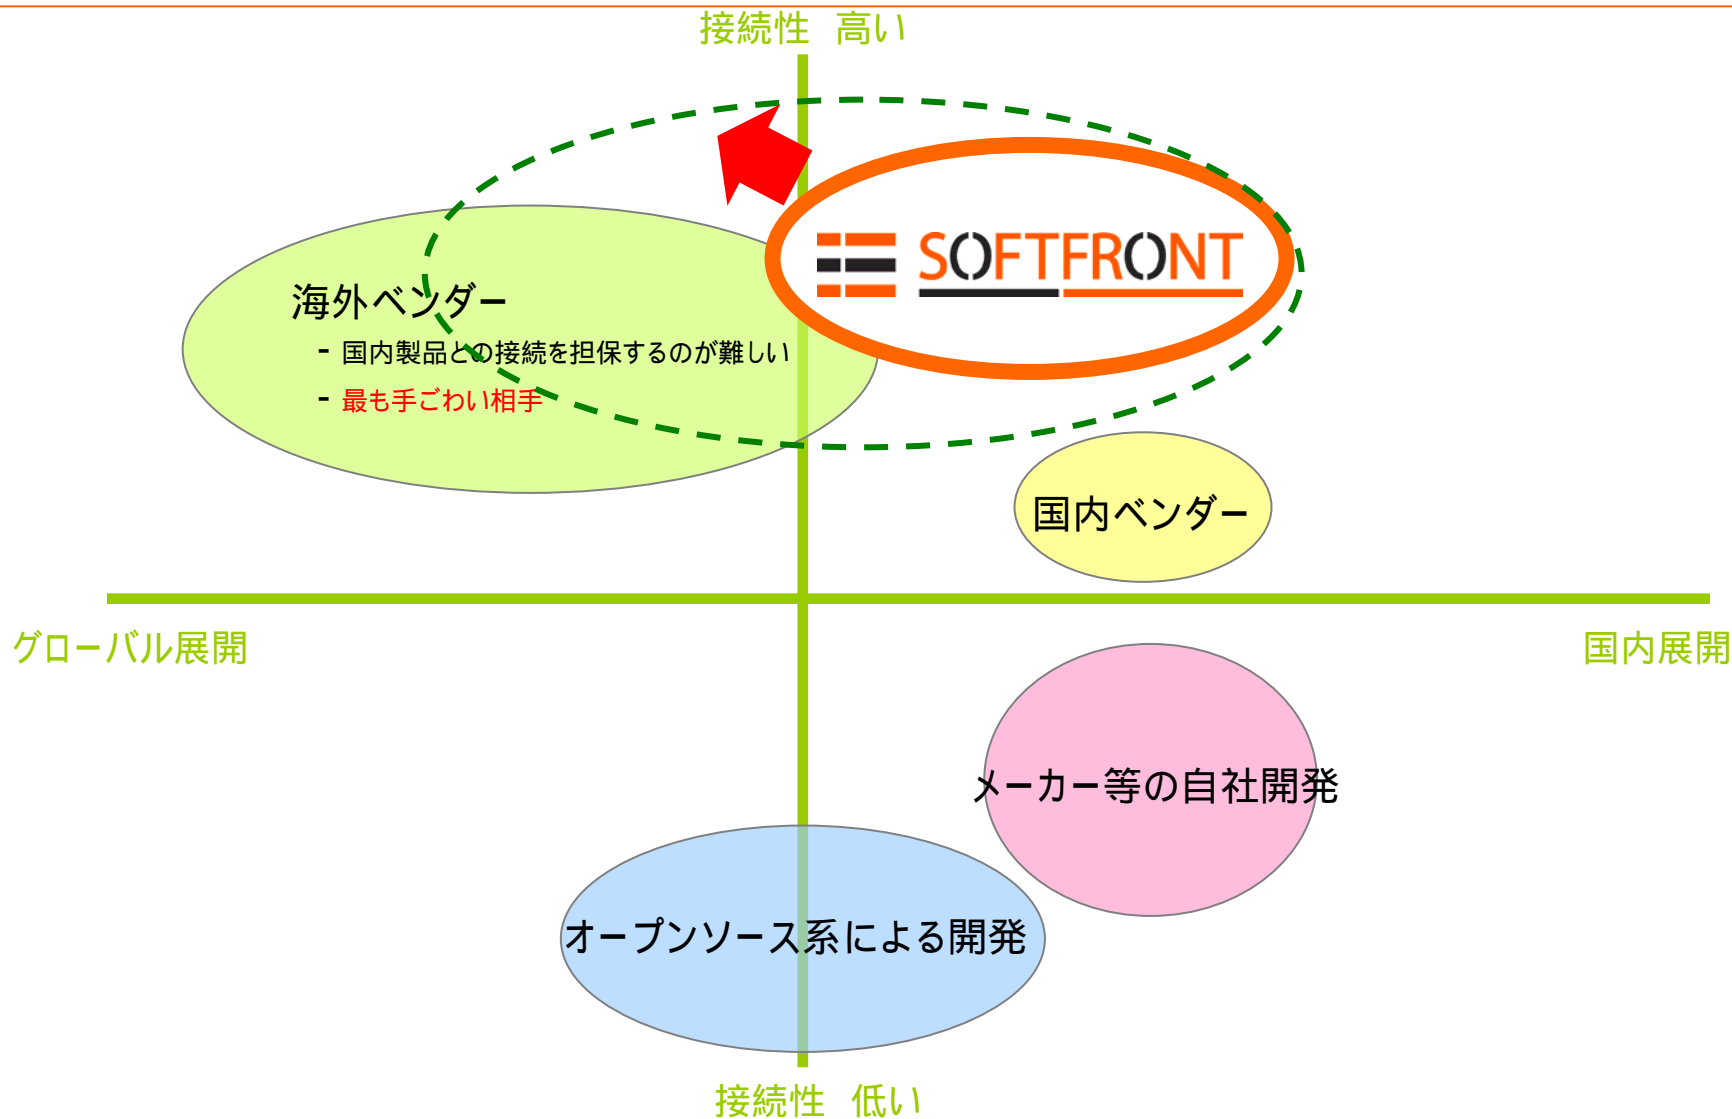 接続性　高い
SOFTFRONT
海外ベンダー
- 国内製品との接続を担保するのが難しい
- 最も手ごわい相手
国内ベンダー
グローバル展開
国内展開
メーカー等の自社開発
オープンソース系による開発
接続性　低い